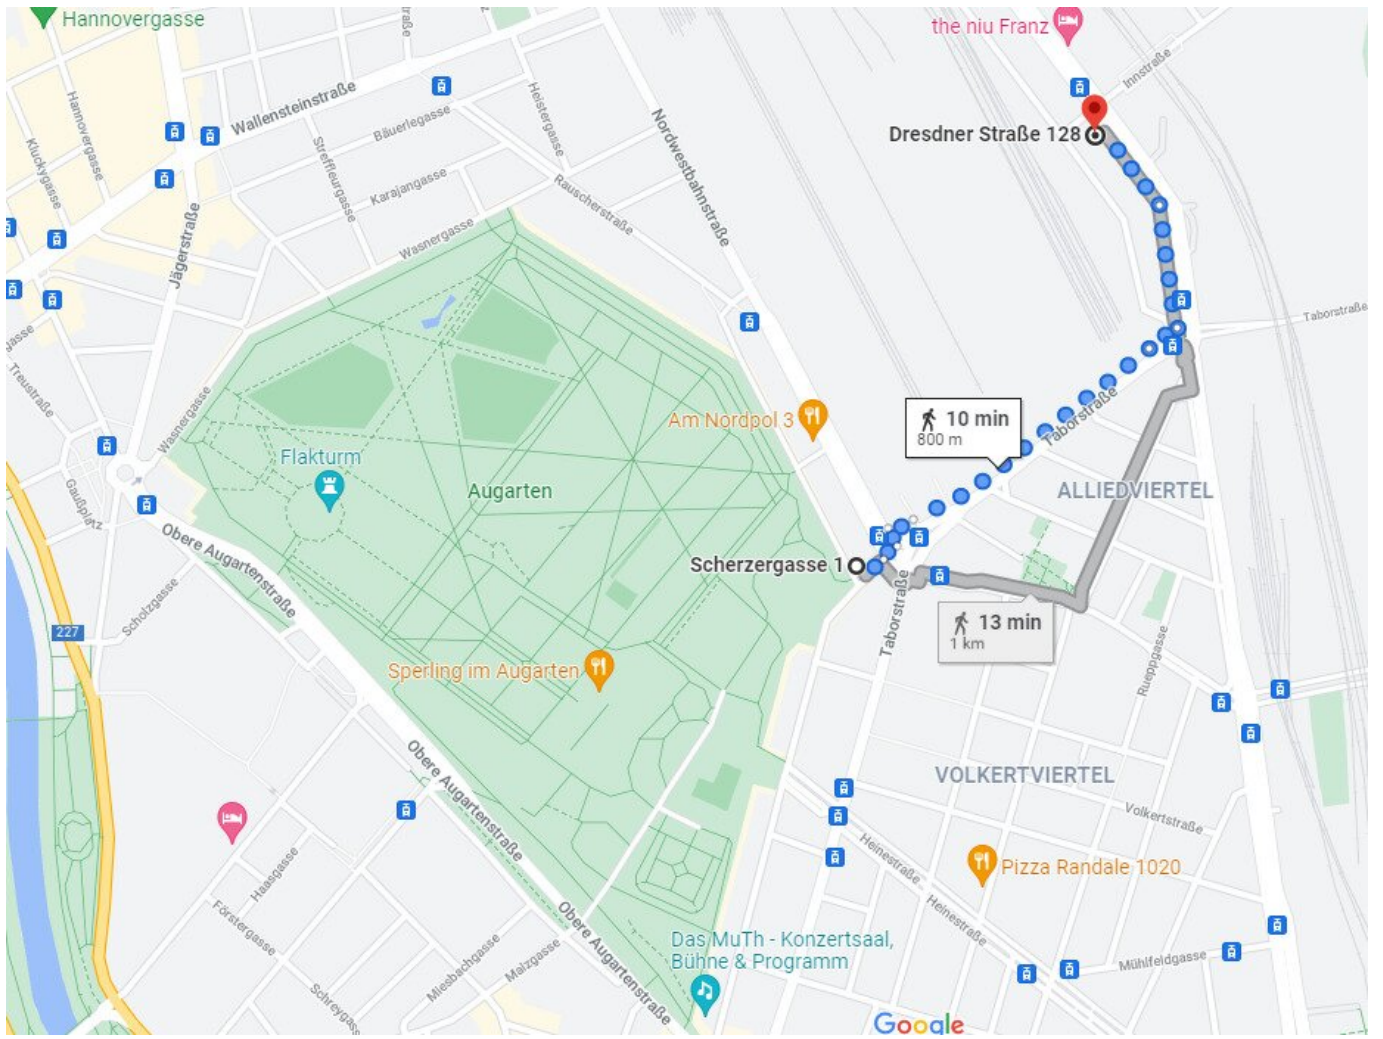 Hannovergasse
the niu Franz
Innstraße
Hannovergasse
Wallensteinstraße
Heistergasse
Bäuerlegasse
Nordwestbahnstraße
Dresdner Straße 128
Kluckygasse
Streffleurgasse
Karajangasse
Rauscherstraße
Wasnergasse
Jägerstraße
Taborstraße
Treustraße
Wasnergasse
Am Nordpol 3
10 min
800 m
Taborstraße
Flakturm
Augarten
ALLIEDVIERTEL
Gaußplatz
Obere Augartenstraße
Scherzergasse 1
Scholzgasse
Taborstraße
13 min
1 km
227
Sperling im Augarten
Rueppgasse
Obere Augartenstraße
VOLKERTVIERTEL
Volkertstraße
Heinestraße
Pizza Randale 1020
Haasgasse
Heinestraße
Förstergasse
Obere Augartenstraße
Das MuTh - Konzertsaal,
Bühne & Programm
Miesbachgasse
Malzgasse
Mühlfeldgasse
Schreygass
Google